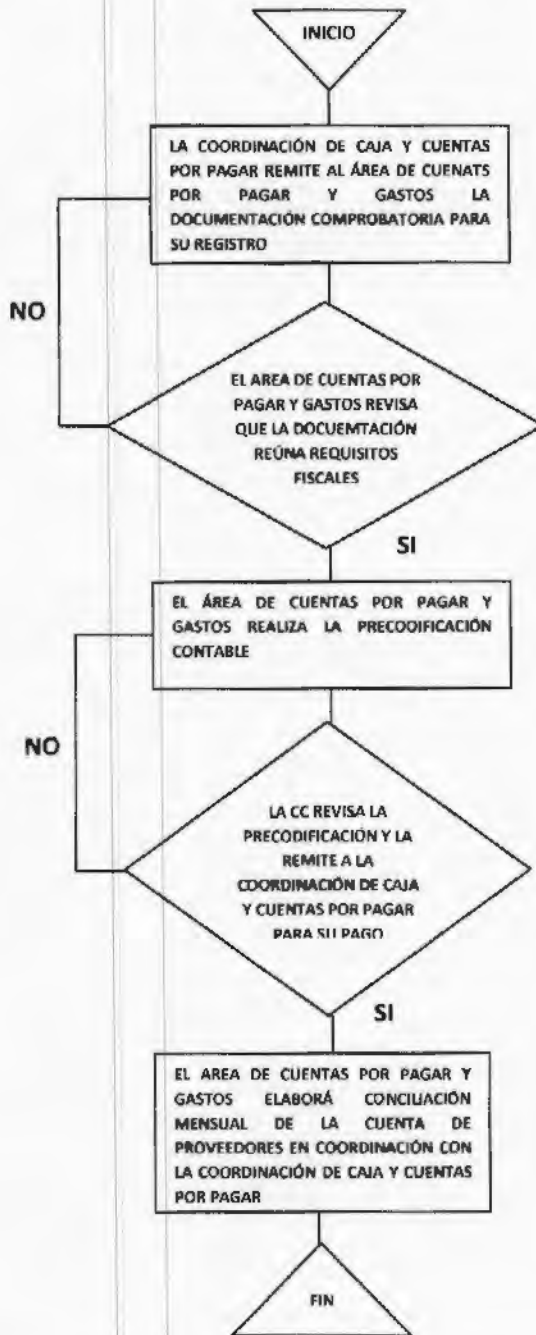 INICIO
LA COORDINACIÓN DE CAJA Y CUENTAS
POR PAGAR REMITE AL ÁREA DE CUENATS
POR PAGAR Y GASTOS LA
DOCUMENTACIÓN COMPROBATORIA PARA
SU REGISTRO
NO
EL AREA DE CUENTAS POR
PAGAR Y GASTOS REVISA
QUE LA DOCUEMTACIÓN
REÚNA REQUISITOS
FISCALES
SI
EL ÁREA DE CUENTAS POR PAGAR Y
GASTOS REALIZA LA PRECODIFICACIÓN
CONTABLE
NO
LA CC REVISA LA
PRECODIFICACIÓN Y LA
REMITE A LA
COORDINACIÓN DE CAJA
Y CUENTAS POR PAGAR
PARA SU PAGO
SI
EL AREA DE CUENTAS POR PAGAR Y
GASTOS ELABORÁ CONCILIACIÓN
MENSUAL DE LA CUENTA DE
PROVEEDORES EN COORDINACIÓN CON
LA COORDINACIÓN DE CAJA Y CUENTAS
POR PAGAR
FIN